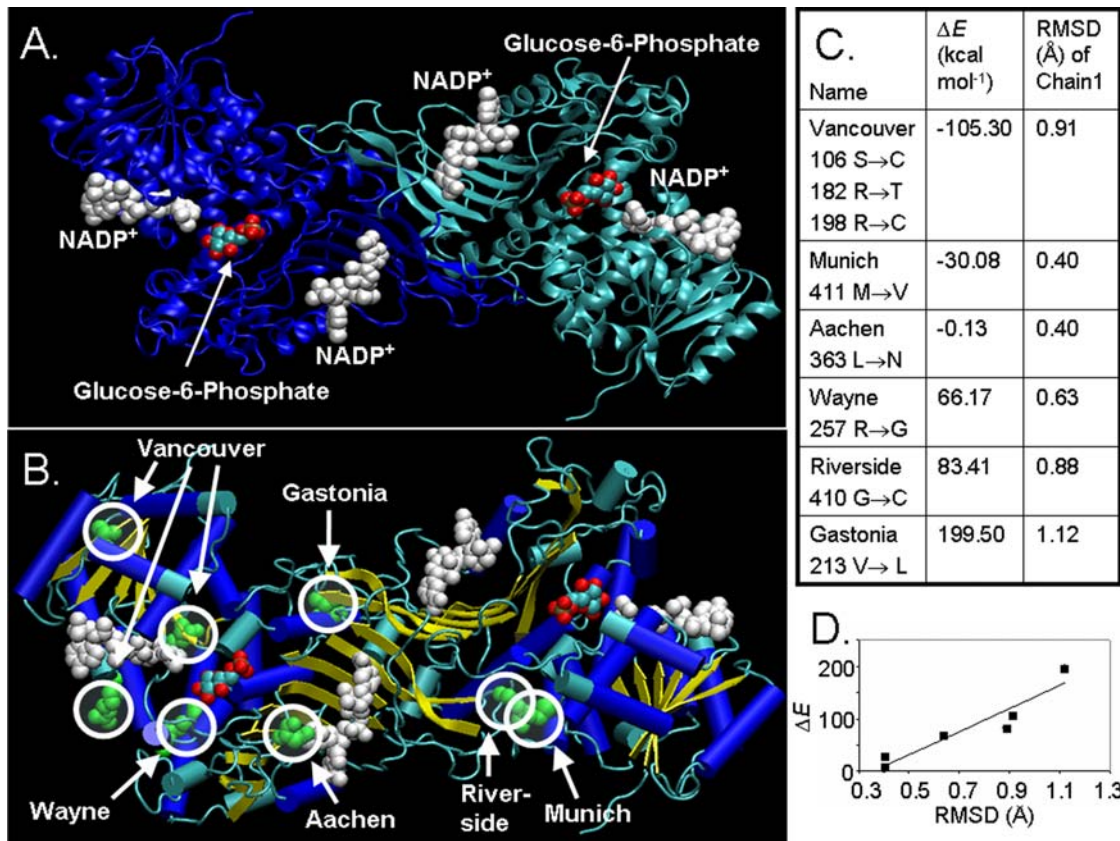 A.
Glucose-6-Phosphate
NADP+
NADP+
NADP+
NADP+
Glucose-6-Phosphate
B.
Vancouver
Gastonia
Wayne
Aachen
River-
side
Munich
C.
Name
ΔE
(kcal
mol-1)
RMSD
(Å) of
Chain1
Vancouver -105.30 0.91
106 S→C
182 R→T
198 R→C
Munich -30.08 0.40
411 M→V
Aachen -0.13 0.40
363 L→N
Wayne 66.17 0.63
257 R→G
Riverside 83.41 0.88
410 G→C
Gastonia 199.50 1.12
213 V→L
D.
ΔE
200
100
0
0.3 0.5 0.7 0.9 1.1 1.3
RMSD (Å)